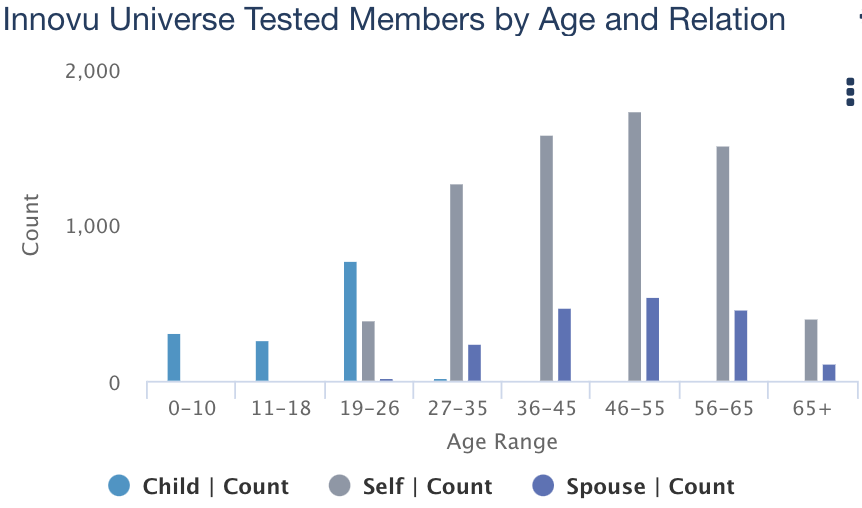 Innovu Universe Tested Members by Age and Relation
2,000
1,000
0
Count
0-10 11-18 19-26 27-35 36-45 46-55 56-65 65+
Age Range
Child | Count Self | Count Spouse | Count